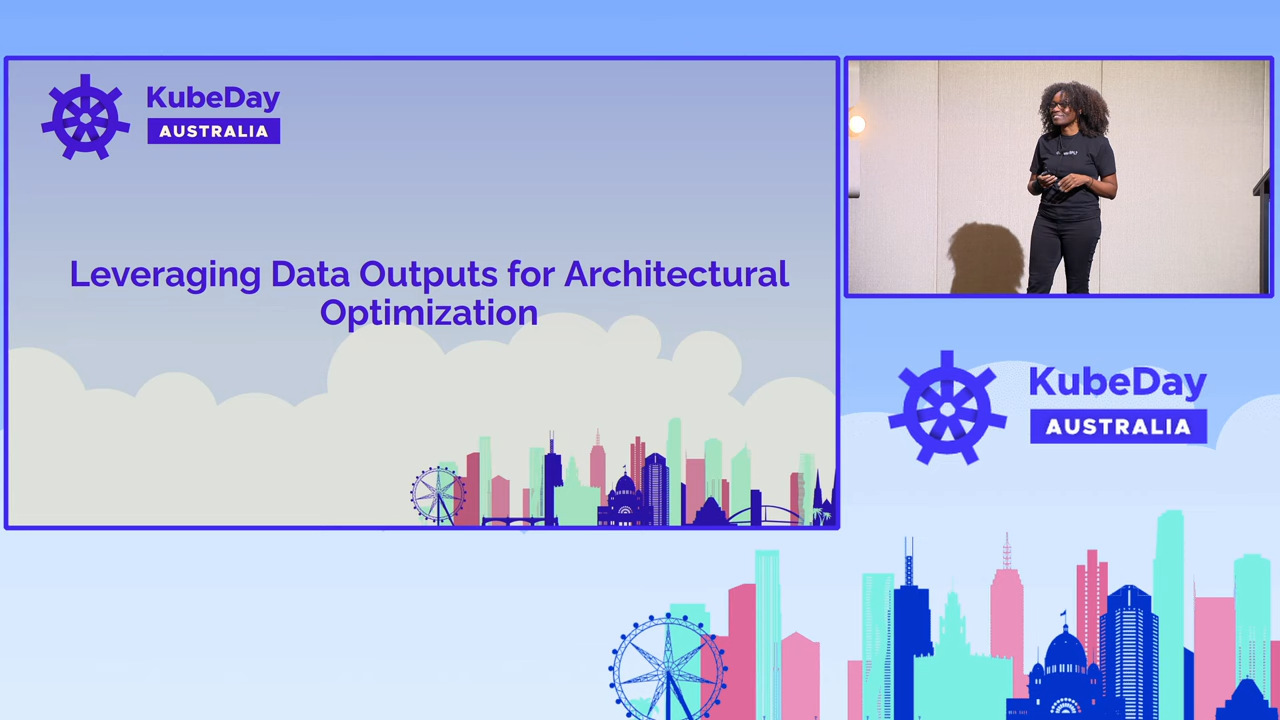 KubeDay
AUSTRALIA
Leveraging Data Outputs for Architectural
Optimization
KubeDay
AUSTRALIA